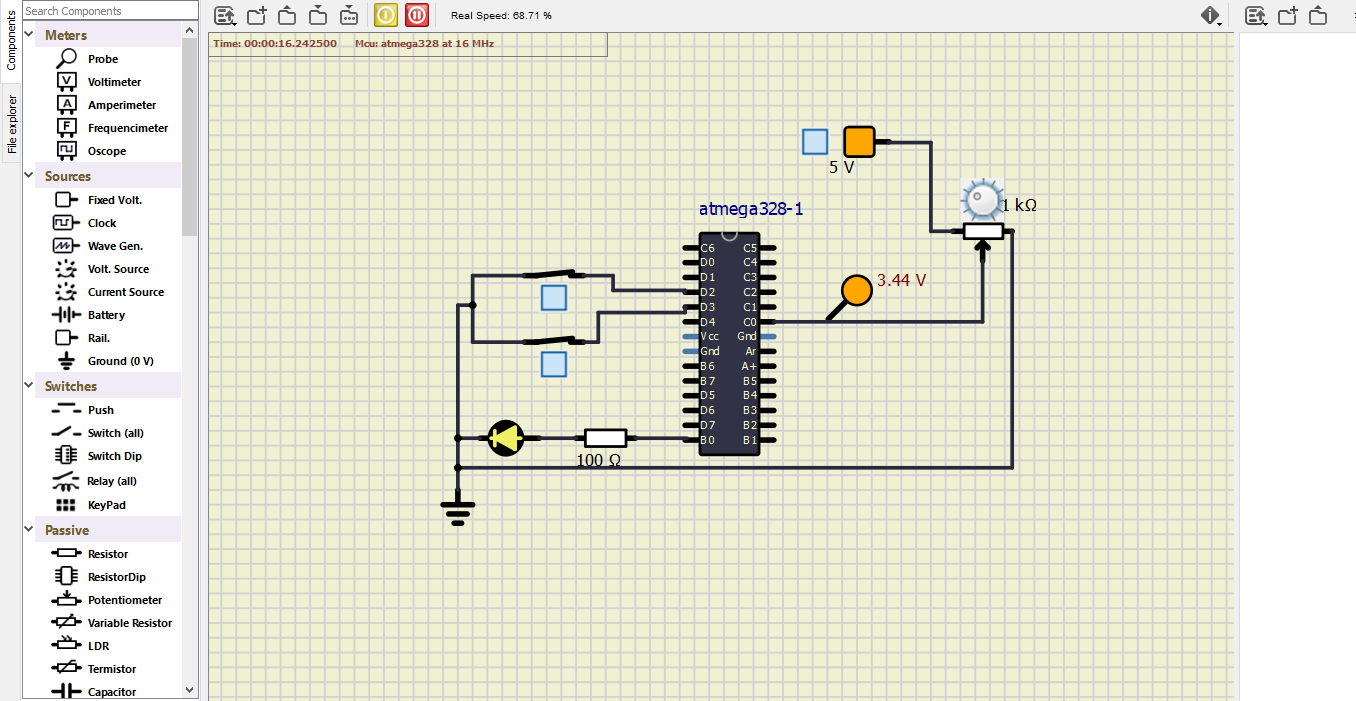 Components
File explorer
Search Components
Meters
Probe
Voltimeter
Amperimeter
Frequencimeter
Oscope
Sources
Fixed Volt.
Clock
Wave Gen.
Volt. Source
Current Source
Battery
Rail.
Ground (0 V)
Switches
Push
Switch (all)
Switch Dip
Relay (all)
KeyPad
Passive
Resistor
ResistorDip
Potentiometer
Variable Resistor
LDR
Termistor
Capacitor
Real Speed: 68.71 %
Time: 00:00:16.242500 Mcu: atmega328 at 16 MHz
5 V
1 kΩ
atmega328-1
C6 C5
D0 C4
D1 C3
D2 C2
D3 C1
D4 C0
Vcc Gnd
Gnd Ar
B6 A+
B7 B5
D5 B4
D6 B3
D7 B2
B0 B1
3.44 V
100 Ω